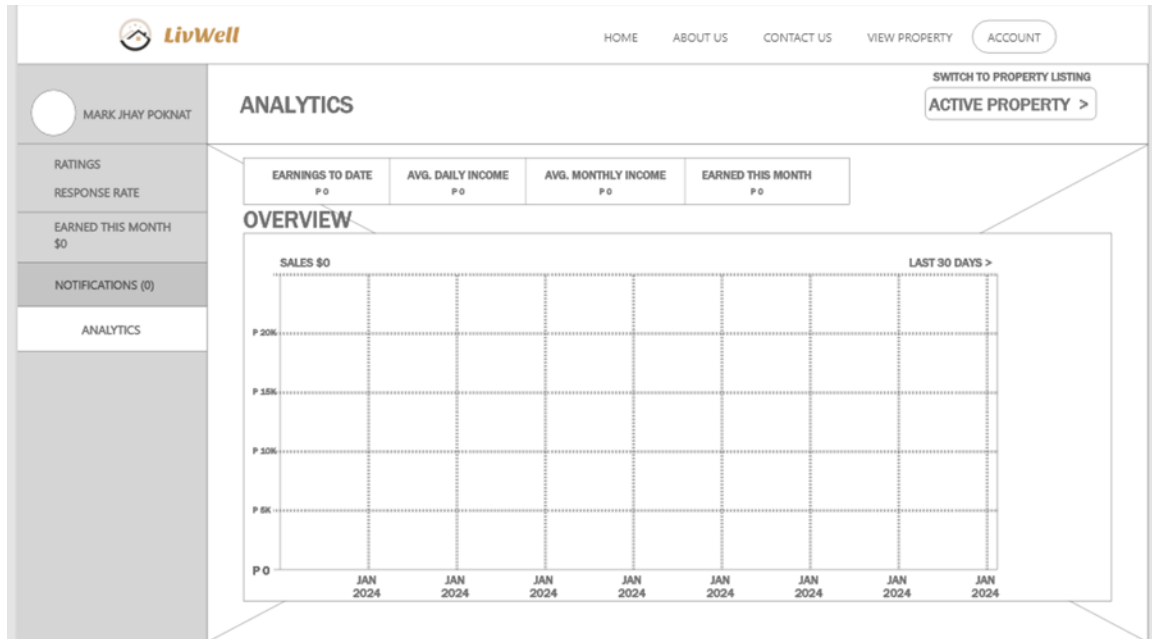 LivWell
HOME ABOUT US CONTACT US VIEW PROPERTY ACCOUNT
MARK JHAY POKNAT
RATINGS
RESPONSE RATE
EARNED THIS MONTH
$0
NOTIFICATIONS (0)
ANALYTICS
ANALYTICS
SWITCH TO PROPERTY LISTING
ACTIVE PROPERTY >
EARNINGS TO DATE AVG. DAILY INCOME AVG. MONTHLY INCOME EARNED THIS MONTH
P 0 P 0 P 0 P 0
OVERVIEW
SALES $0 LAST 30 DAYS >
P 20K
P 15K
P 10K
P 5K
P 0
JAN JAN JAN JAN JAN JAN JAN JAN
2024 2024 2024 2024 2024 2024 2024 2024